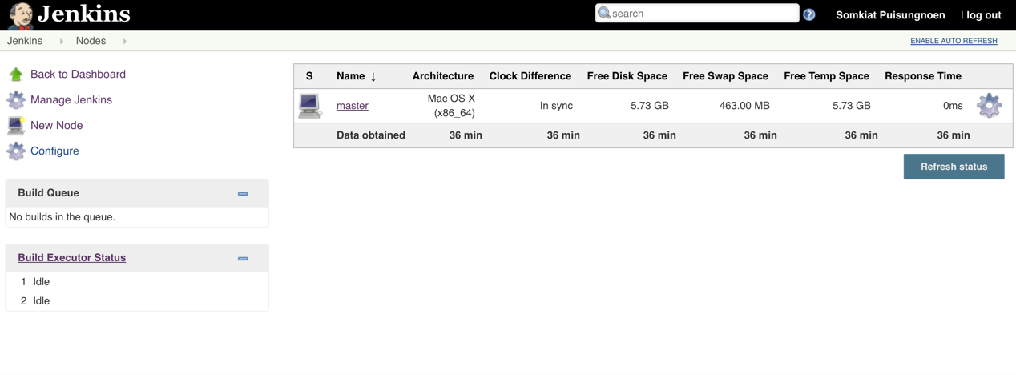 Jenkins
search
Somkiat Puisungnoen | log out
Jenkins Nodes
ENABLE AUTO REFRESH
Back to Dashboard
Manage Jenkins
New Node
Configure
Build Queue
No builds in the queue.
Build Executor Status
1 Idle
2 Idle
S Name ↓ Architecture Clock Difference Free Disk Space Free Swap Space Free Temp Space Response Time
master Mac OS X (x86_64) In sync 5.73 GB 463.00 MB 5.73 GB 0ms
Data obtained 36 min 36 min 36 min 36 min 36 min 36 min
Refresh status